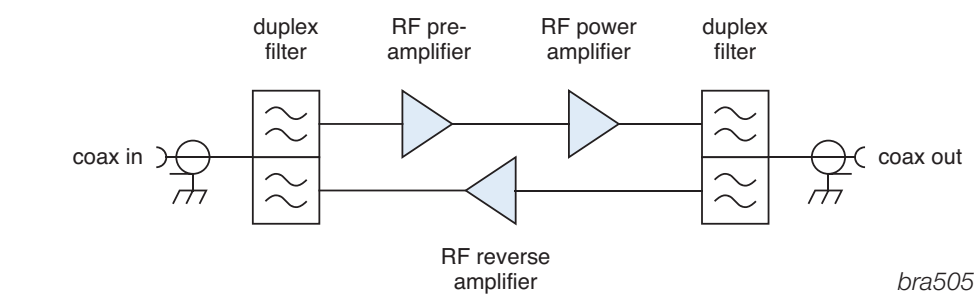 duplex
filter
RF pre-
amplifier
RF power
amplifier
duplex
filter
coax in
coax out
RF reverse
amplifier
bra505